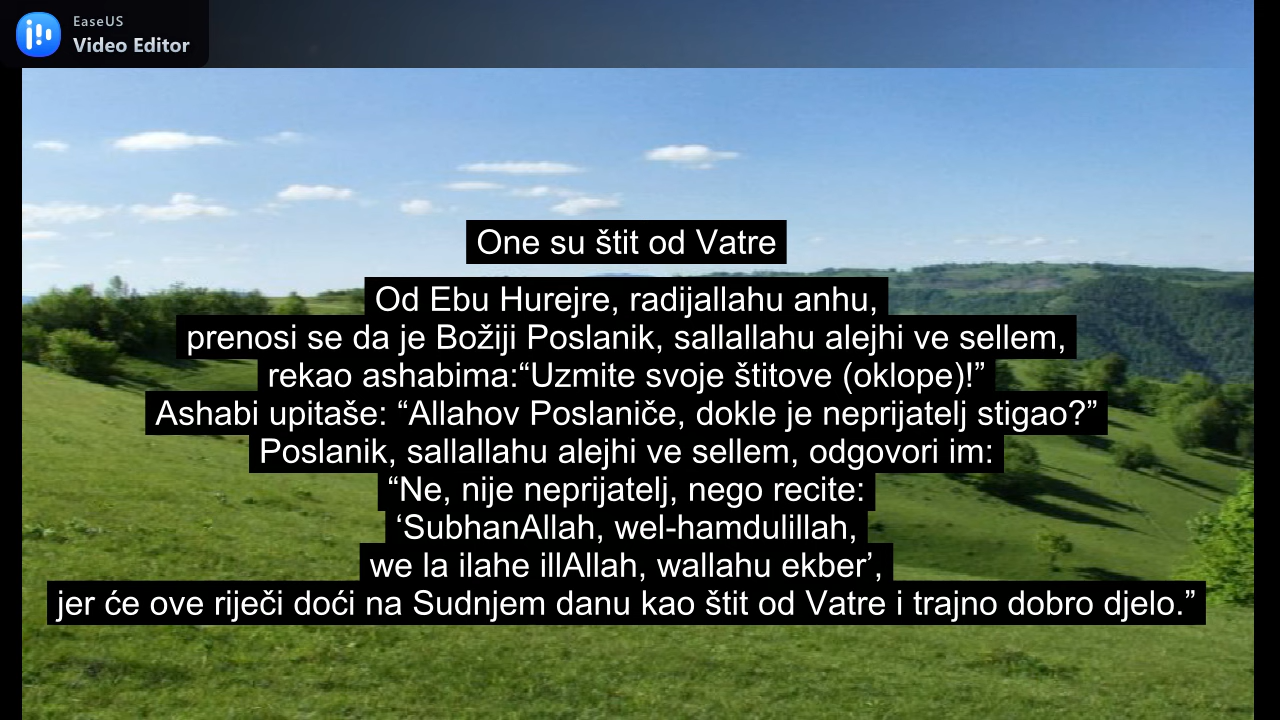 EaseUS
Video Editor
One su štit od Vatre
Od Ebu Hurejre, radijallahu anhu,
prenosi se da je Božiji Poslanik, sallallahu alejhi ve sellem,
rekao ashabima:“Uzmite svoje štitove (oklope)!”
Ashabi upitaše: “Allahov Poslaniče, dokle je neprijatelj stigao?”
Poslanik, sallallahu alejhi ve sellem, odgovori im:
“Ne, nije neprijatelj, nego recite:
‘SubhanAllah, wel-hamdulillah,
we la ilahe illAllah, wallahu ekber’,
jer će ove riječi doći na Sudnjem danu kao štit od Vatre i trajno dobro djelo.”